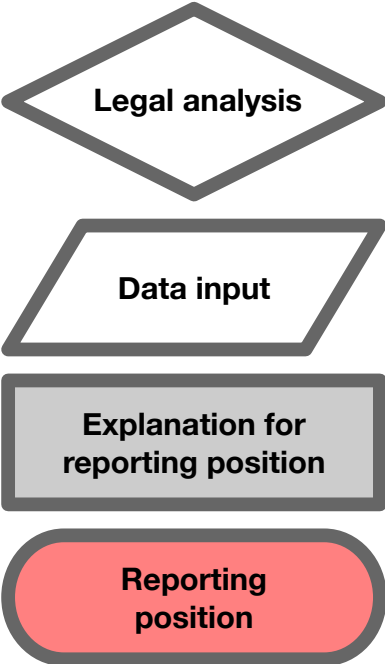 Legal analysis
Data input
Explanation for
reporting position
Reporting
position